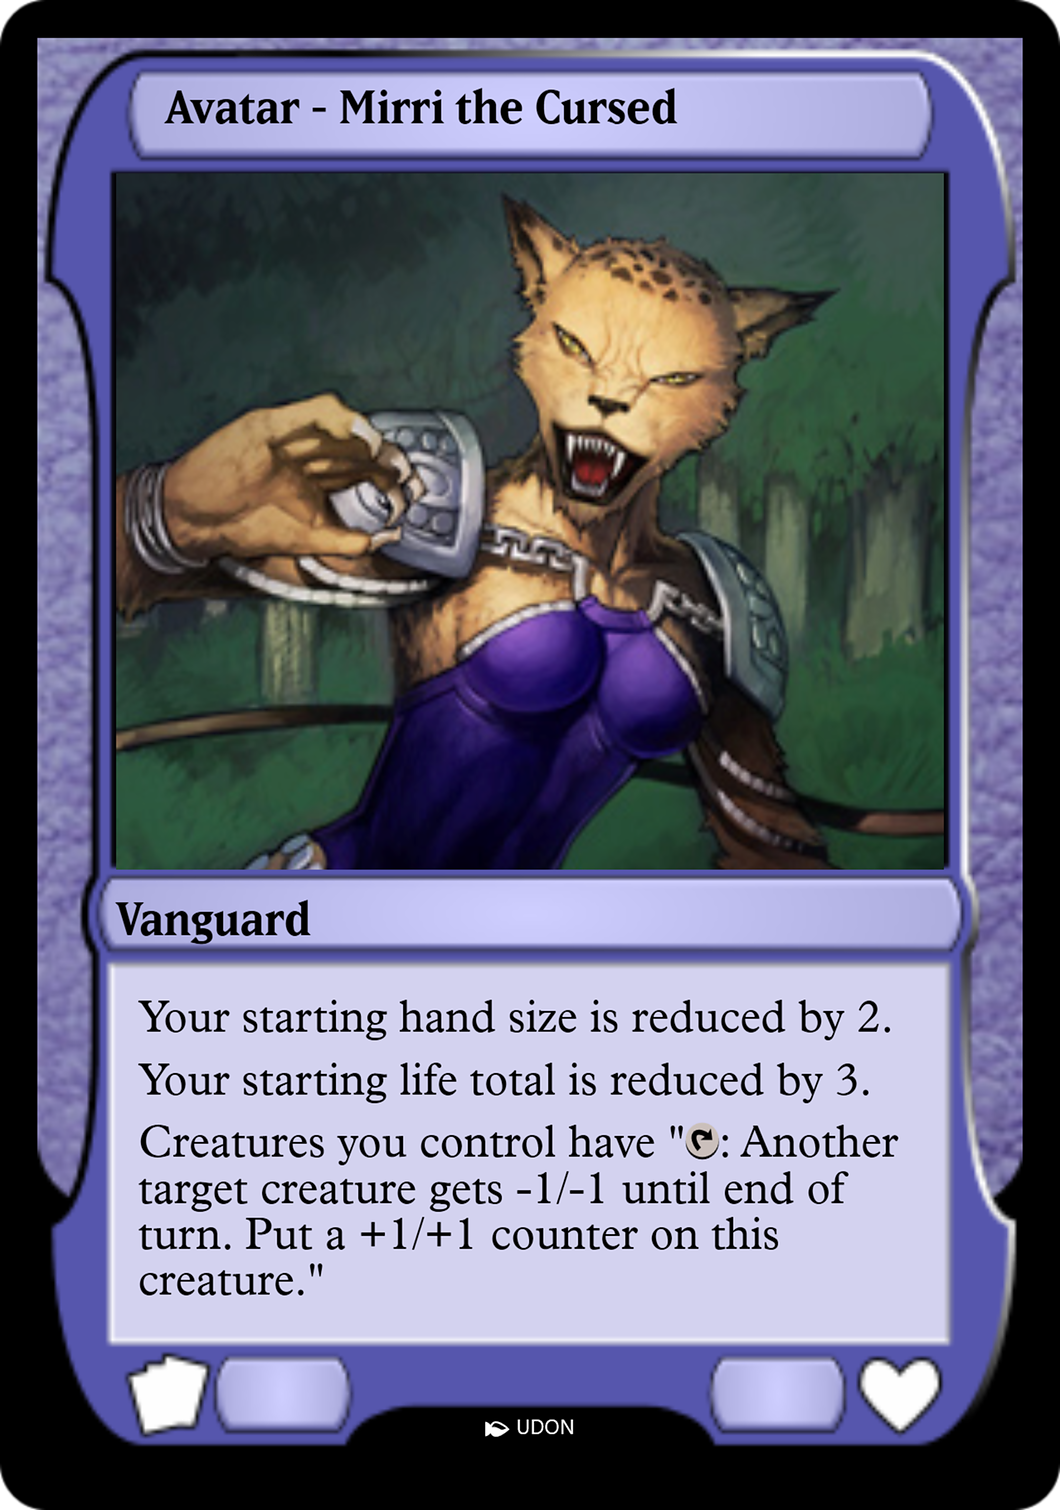 Avatar - Mirri the Cursed
Vanguard
Your starting hand size is reduced by 2.
Your starting life total is reduced by 3.
Creatures you control have " : Another
target creature gets -1/-1 until end of
turn. Put a +1/+1 counter on this
creature."
UDON